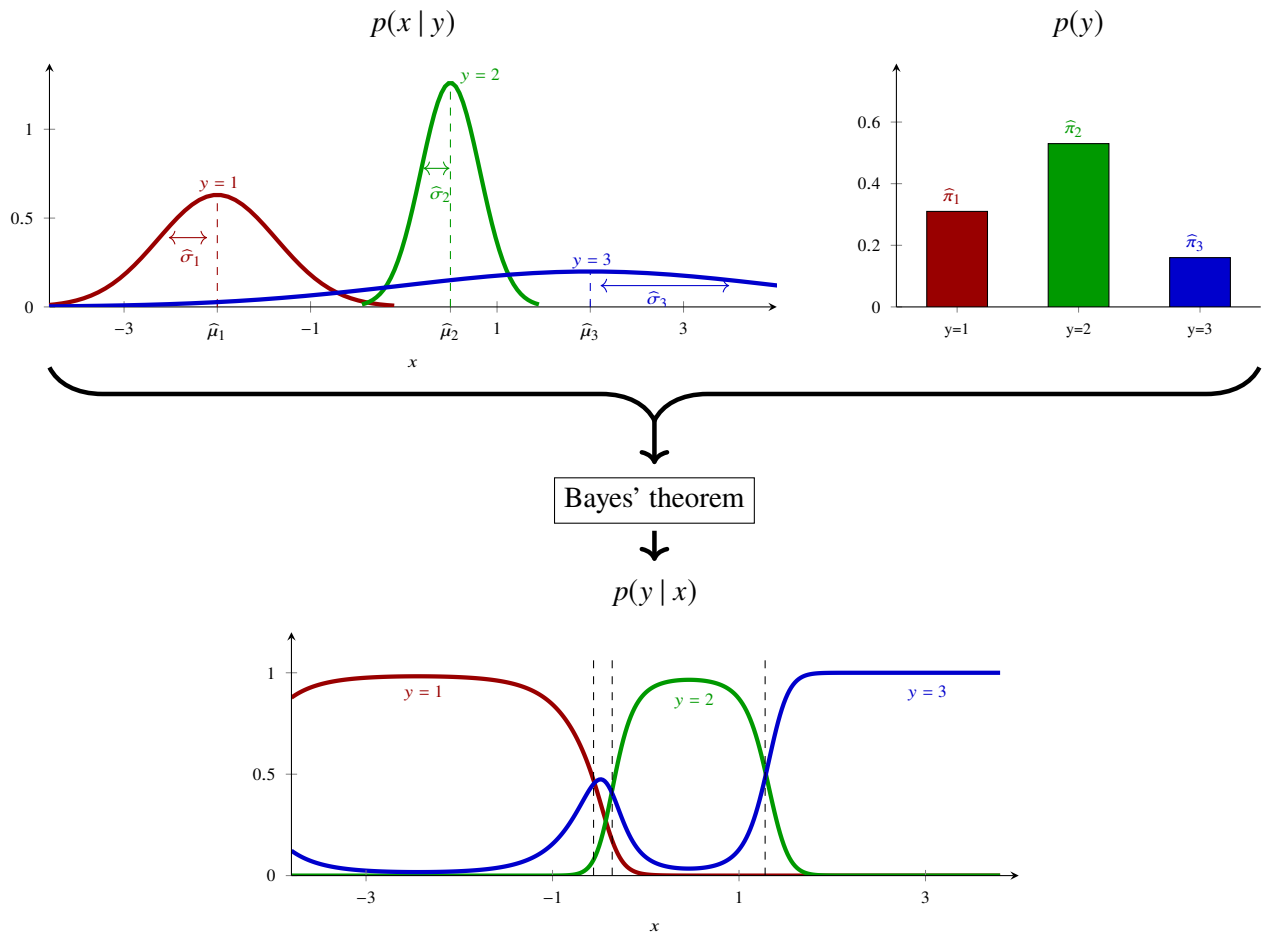 p(x | y)
p(y)
y = 2
1
y = 1
0.5
σ̂₂
σ̂₁
y = 3
σ̂₃
0
−3
μ̂₁
−1
μ̂₂
1
μ̂₃
3
x
0.6
π̂₂
0.4
π̂₁
0.2
π̂₃
0
y=1
y=2
y=3
Bayes’ theorem
p(y | x)
1
y = 1
y = 2
y = 3
0.5
0
−3
−1
1
3
x